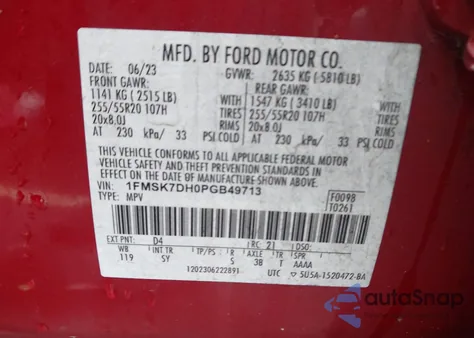 MFD. BY FORD MOTOR CO.
DATE: 06/23 GVWR: 2635 KG ( 5810 LB)
FRONT GAWR: REAR GAWR:
1141 KG ( 2515 LB) 1547 KG ( 3410 LB)
255/55R20 107H TIRES 255/55R20 107H
20x8.0J RIMS 20x8.0J
AT 230 kPa/ 33 PSI COLD AT 230 kPa/ 33 PSI COLD
THIS VEHICLE CONFORMS TO ALL APPLICABLE FEDERAL MOTOR
VEHICLE SAFETY AND THEFT PREVENTION STANDARDS IN
EFFECT ON THE DATE OF MANUFACTURE SHOWN ABOVE.
VIN: 1FMSK7DH0PGB49713 F0098
TYPE: MPV T0261
EXT PNT: D4 RC: 21 DSO:
WB INT TR TP/PS R AXLE TR SPR
119 SY S 38 T AAAA
1202306222891 UTC 5U5A-1520472-BA
autoSnap
Powered by